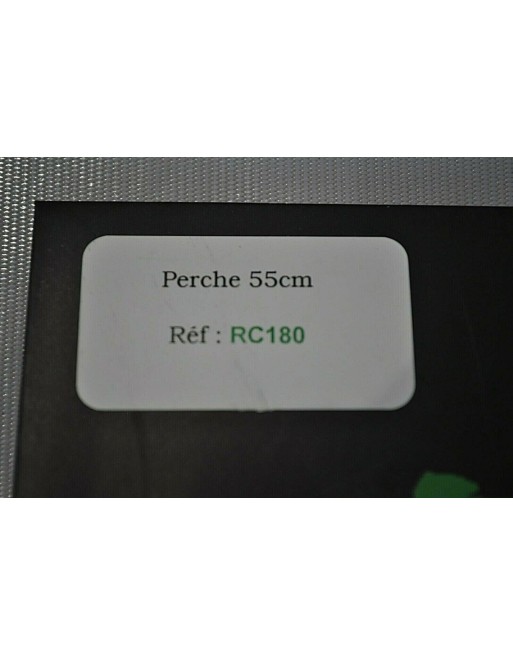 Perche 55cm
Réf : RC180